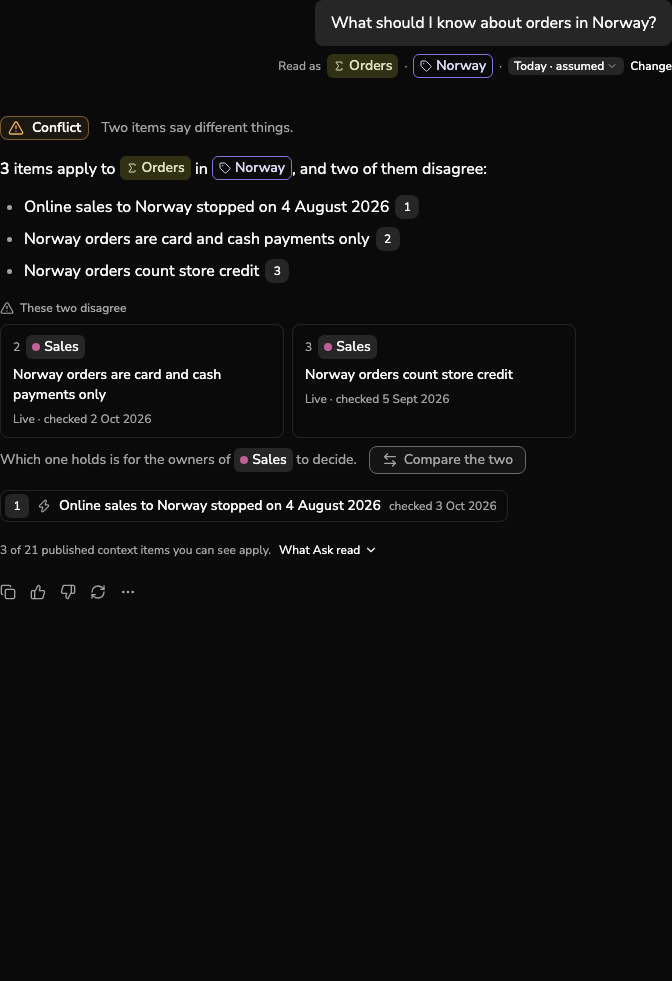 What should I know about orders in Norway?
Read as Σ Orders · Norway · Today · assumed Change
Conflict Two items say different things.
3 items apply to Σ Orders in Norway, and two of them disagree:
• Online sales to Norway stopped on 4 August 2026 1
• Norway orders are card and cash payments only 2
• Norway orders count store credit 3
These two disagree
2 Sales
Norway orders are card and cash
payments only
Live · checked 2 Oct 2026
3 Sales
Norway orders count store credit
Live · checked 5 Sept 2026
Which one holds is for the owners of Sales to decide. Compare the two
1 Online sales to Norway stopped on 4 August 2026 checked 3 Oct 2026
3 of 21 published context items you can see apply. What Ask read